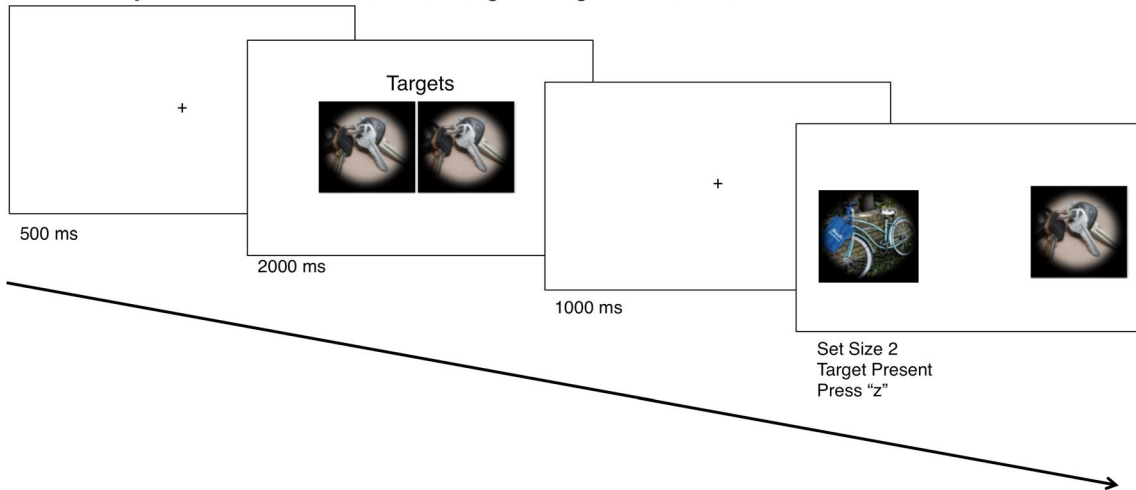 +
500 ms
Targets
2000 ms
+
1000 ms
Set Size 2
Target Present
Press “z”